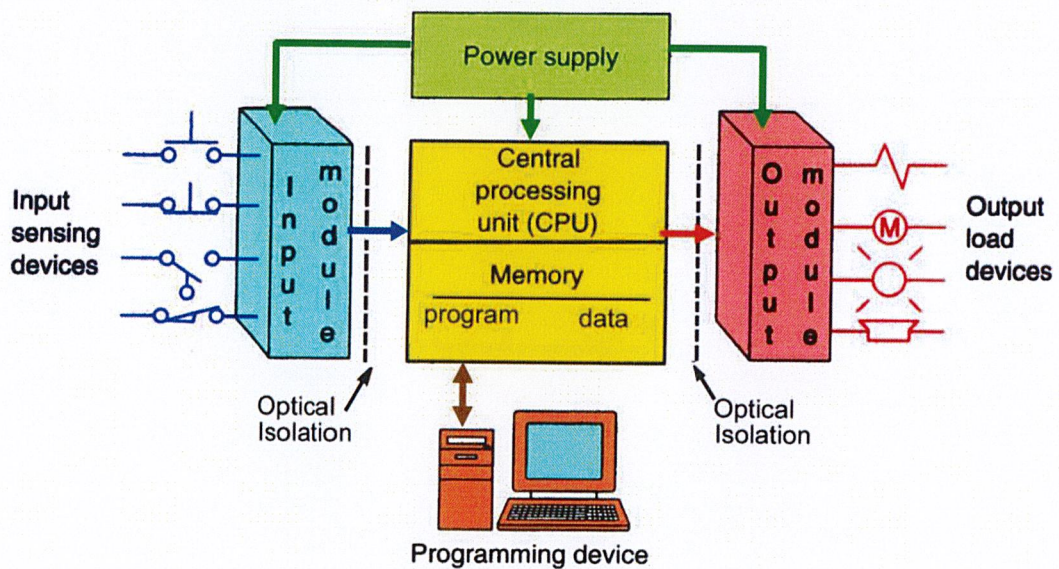 Power supply
Input
sensing
devices
Input
module
Central
processing
unit (CPU)
Memory
program data
Output
module
M
Output
load
devices
Optical
Isolation
Optical
Isolation
Programming device